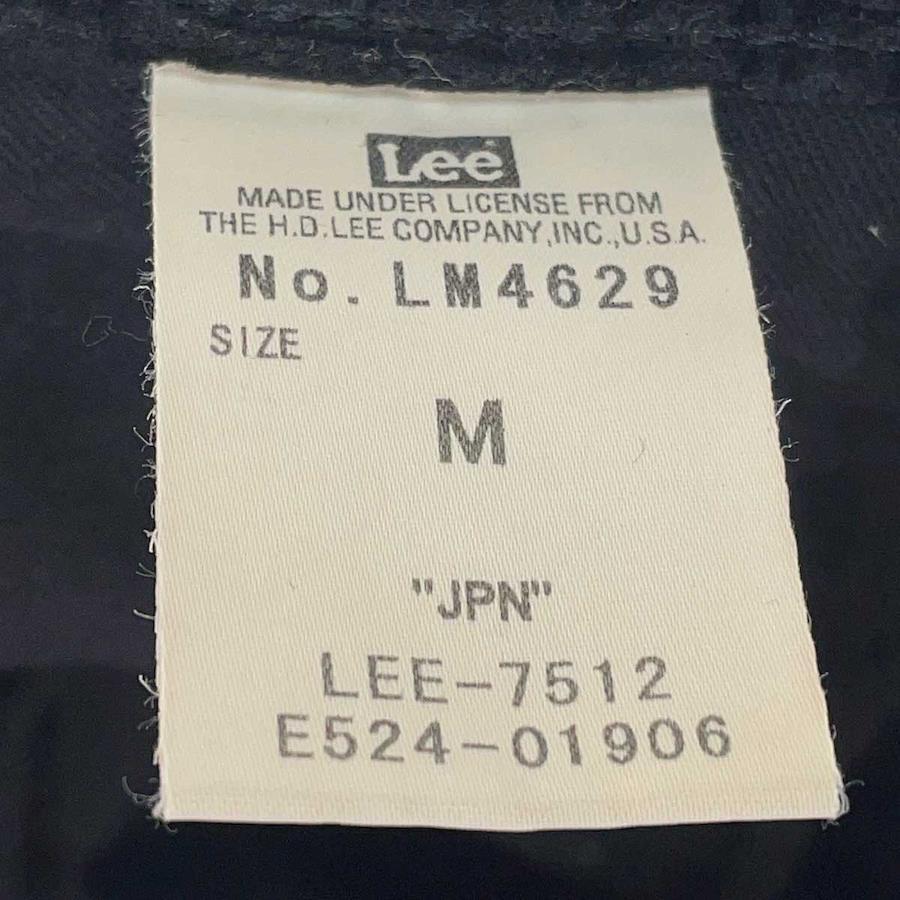 Lee
MADE UNDER LICENSE FROM
THE H.D.LEE COMPANY,INC.,U.S.A.
No. LM4629
SIZE
M
"JPN"
LEE-7512
E524-01906